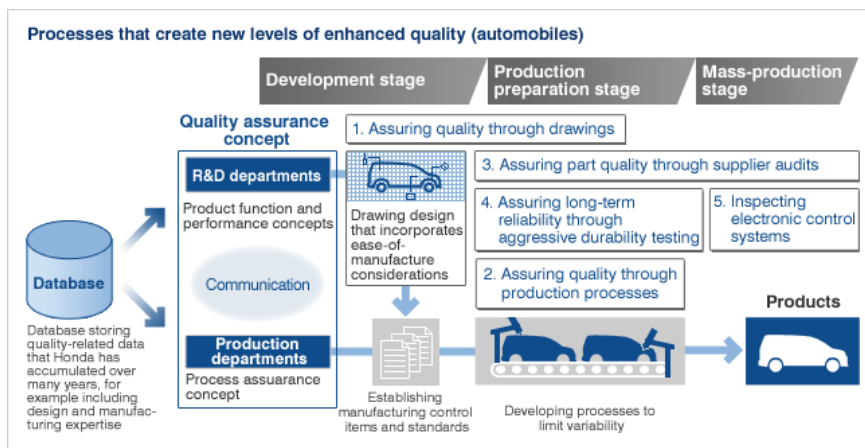 Processes that create new levels of enhanced quality (automobiles)
Development stage
Production
preparation stage
Mass-production
stage
Quality assurance
concept
1. Assuring quality through drawings
R&D departments
3. Assuring part quality through supplier audits
Product function and
performance concepts
Drawing design
that incorporates
ease-of-
manufacture
considerations
4. Assuring long-term
reliability through
aggressive durability testing
5. Inspecting
electronic control
systems
Database
Communication
2. Assuring quality through
production processes
Products
Database storing
quality-related data
that Honda has
accumulated over
many years, for
example including
design and manufac-
turing expertise
Production
departments
Process assuarance
concept
Establishing
manufacturing control
items and standards
Developing processes to
limit variability